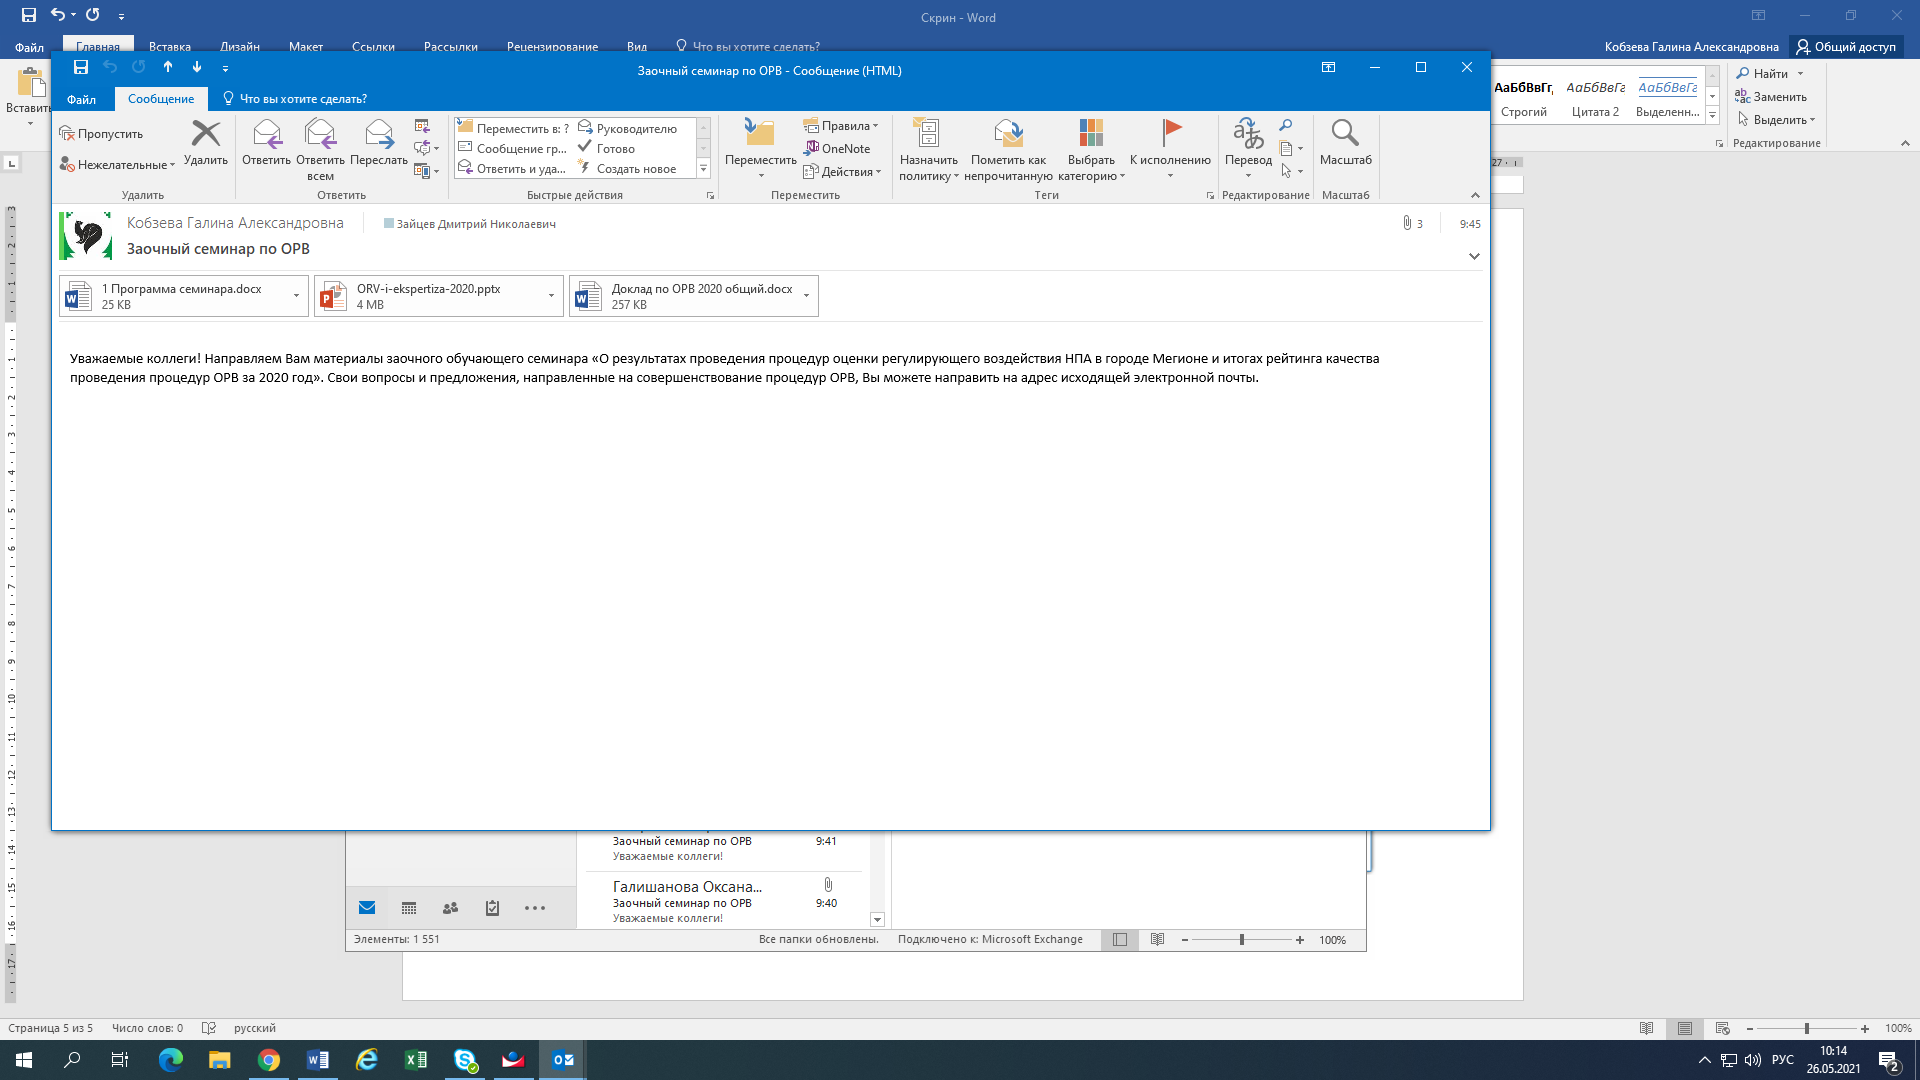 Скрин - Word
Файл Главная Вставка Дизайн Макет Ссылки Рассылки Рецензирование Вид Что вы хотите сделать? Кобзева Галина Александровна Общий доступ
Вставить
Заочный семинар по ОРВ - Сообщение (HTML)
Файл Сообщение Что вы хотите сделать?
Пропустить
Нежелательные
Удалить
Удалить
Ответить
Ответить всем
Переслать
Ответить
Переместить в: ?
Сообщение гр...
Ответить и уда...
Руководителю
Готово
Создать новое
Быстрые действия
Переместить
Правила
OneNote
Действия
Переместить
Назначить политику
Пометить как непрочитанную
Выбрать категорию
К исполнению
Теги
Перевод
Редактирование
Масштаб
Масштаб
АаБбВвГг,
АаБбВвГг
АаБбВвГг
Строгий
Цитата 2
Выделенн...
Найти
Заменить
Выделить
Редактирование
Кобзева Галина Александровна Зайцев Дмитрий Николаевич 3 9:45
Заочный семинар по ОРВ
1 Программа семинара.docx
25 KB
ORV-i-ekspertiza-2020.pptx
4 MB
Доклад по ОРВ 2020 общий.docx
257 KB
Уважаемые коллеги! Направляем Вам материалы заочного обучающего семинара «О результатах проведения процедур оценки регулирующего воздействия НПА в городе Мегионе и итогах рейтинга качества
проведения процедур ОРВ за 2020 год». Свои вопросы и предложения, направленные на совершенствование процедур ОРВ, Вы можете направить на адрес исходящей электронной почты.
Заочный семинар по ОРВ 9:41
Уважаемые коллеги!
Галишанова Оксана...
Заочный семинар по ОРВ 9:40
Уважаемые коллеги!
Элементы: 1 551 Все папки обновлены. Подключено к: Microsoft Exchange 100%
Страница 5 из 5 Число слов: 0 русский 100%
РУС
10:14
26.05.2021
2